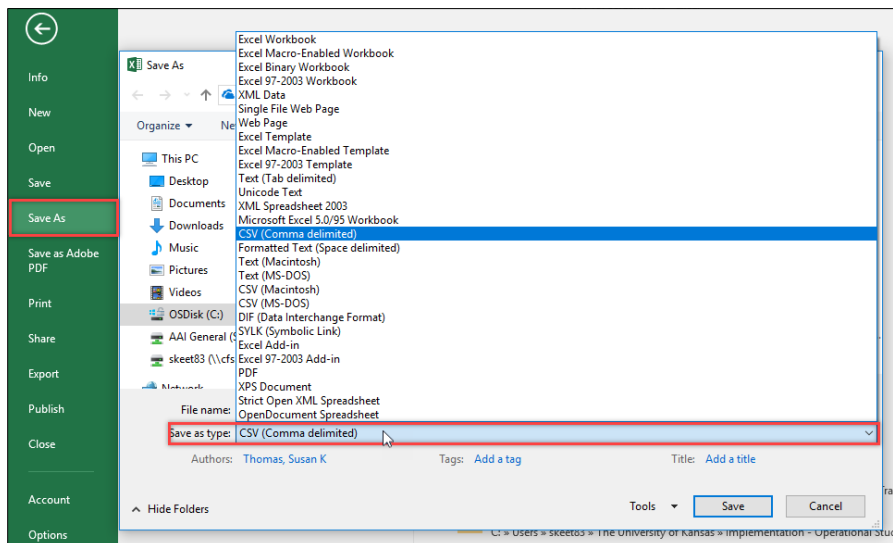 Info
New
Open
Save
Save As
Save as Adobe
PDF
Print
Share
Export
Publish
Close
Account
Options
Save As
Organize
Ne
This PC
Desktop
Documents
Downloads
Music
Pictures
Videos
OSDisk (C:)
AAI General (S
skeet83 (\\cfs
Network
Excel Workbook
Excel Macro-Enabled Workbook
Excel Binary Workbook
Excel 97-2003 Workbook
XML Data
Single File Web Page
Web Page
Excel Template
Excel Macro-Enabled Template
Excel 97-2003 Template
Text (Tab delimited)
Unicode Text
XML Spreadsheet 2003
Microsoft Excel 5.0/95 Workbook
CSV (Comma delimited)
Formatted Text (Space delimited)
Text (Macintosh)
Text (MS-DOS)
CSV (Macintosh)
CSV (MS-DOS)
DIF (Data Interchange Format)
SYLK (Symbolic Link)
Excel Add-in
Excel 97-2003 Add-in
PDF
XPS Document
Strict Open XML Spreadsheet
OpenDocument Spreadsheet
File name:
Save as type: CSV (Comma delimited)
Authors: Thomas, Susan K Tags: Add a tag Title: Add a title
Hide Folders Tools Save Cancel
C: » Users » skeet83 » The University of Kansas » Implementation - Operational Stud